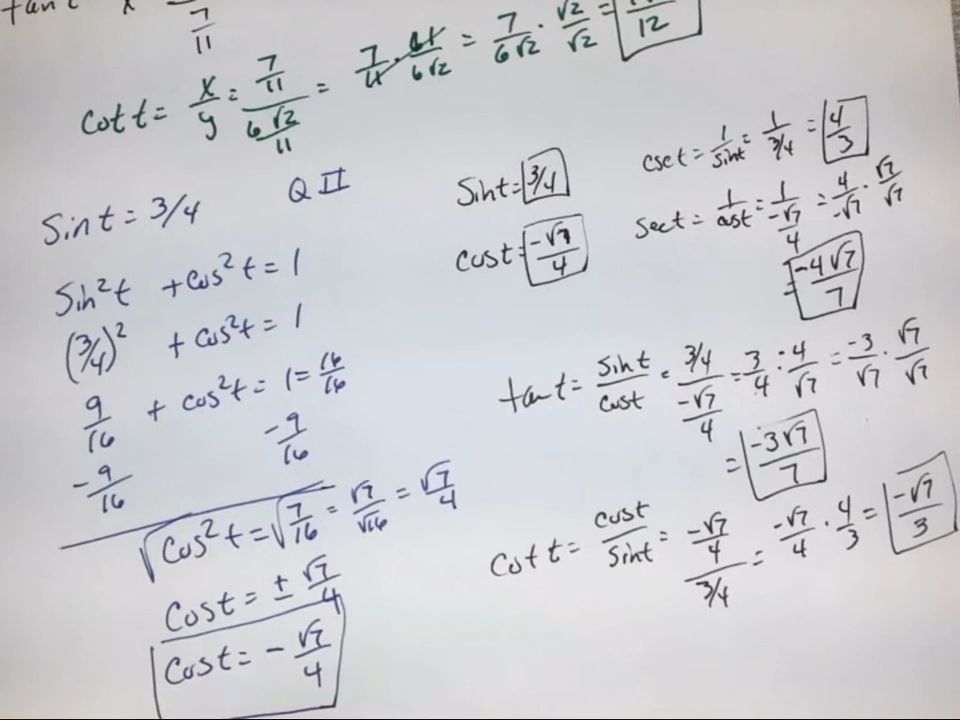 tan t x
7/11
cot t = x/y = (7/11)/(6√2/11) = 7/11 · 11/6√2 = 7/6√2 · √2/√2 = /12
sin t = 3/4 Q II
sin²t + cos²t = 1
(3/4)² + cos²t = 1
9/16 + cos²t = 1 = 16/16
-9/16 -9/16
√cos²t = √7/16 = √7/√16 = √7/4
cos t = ± √7/4
cos t = - √7/4
sin t = 3/4
cos t = -√7/4
csc t = 1/sin t = 1/3/4 = 4/3
sec t = 1/cos t = 1/(-√7/4) = 4/-√7 · √7/√7
= -4√7/7
tan t = sin t/cos t = (3/4)/(-√7/4) = 3/4 · -4/√7 = -3/√7 · √7/√7
= -3√7/7
cot t = cos t/sin t = (-√7/4)/(3/4) = -√7/4 · 4/3 = -√7/3